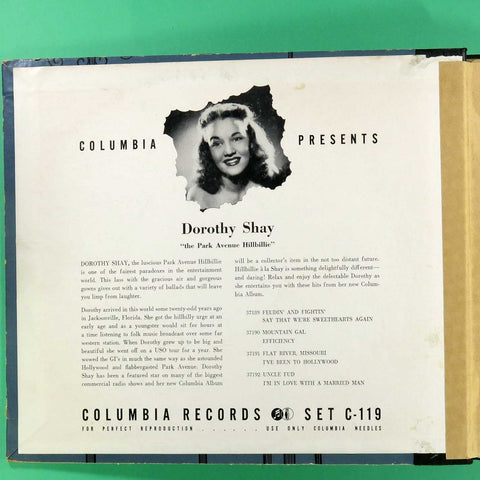 COLUMBIA PRESENTS
Dorothy Shay
"the Park Avenue Hillbillie"
DOROTHY SHAY, the luscious Park Avenue Hillbillie
is one of the fairest paradoxes in the entertainment
world. This lass with the gracious air and gorgeous
gowns gives out with a variety of ballads that will
leave you limp from laughter.
Dorothy arrived in this world some twenty-odd years ago
in Jacksonville, Florida. She got the hillbilly urge at an
early age and as a youngster would sit for hours at
a time listening to folk music broadcast over some far
western station. When Dorothy grew up to be big and
beautiful she went off on a USO tour for a year. She
wowed the GI's in much the same way as she astounded
Hollywood and flabbergasted Park Avenue. Dorothy
Shay has been a featured star on many of the biggest
commercial radio shows and her new Columbia Album
will be a collector's item in the not too distant future.
Hillbillie à la Shay is something delightfully different—
and dating! Relax and enjoy the delectable Dorothy as
she entertains you with these hits from her new Colum-
bia Album.
37189 FEUDIN' AND FIGHTIN'
SAY THAT WE'RE SWEETHEARTS AGAIN
37190 MOUNTAIN GAL
EFFICIENCY
37191 FLAT RIVER, MISSOURI
I'VE BEEN TO HOLLYWOOD
37192 UNCLE FUD
I'M IN LOVE WITH A MARRIED MAN
COLUMBIA RECORDS SET C-119
FOR PERFECT REPRODUCTION . . . . . . USE ONLY COLUMBIA NEEDLES